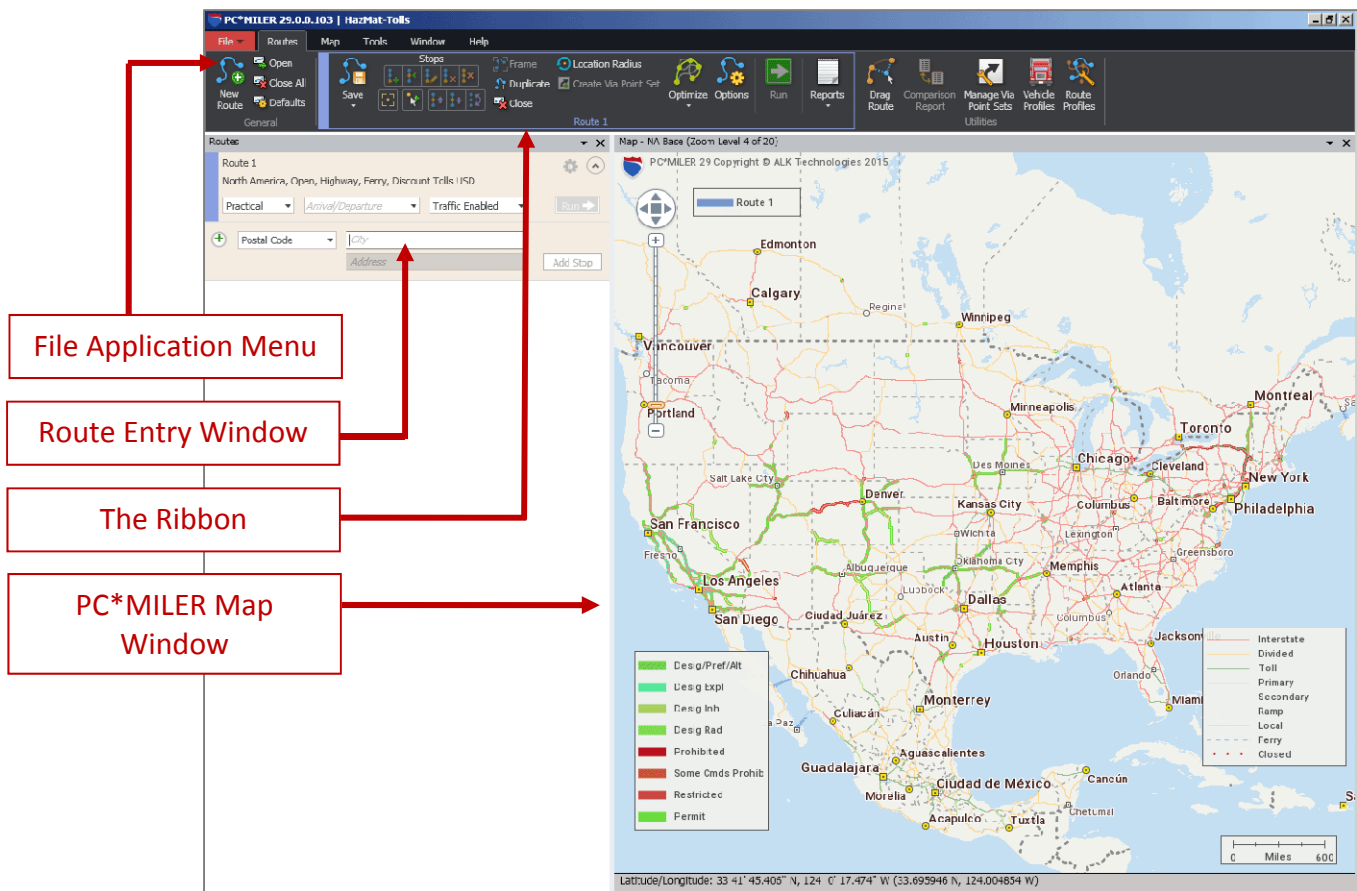 PC*MILER 29.0.0.103 | HazMat-Tolls
File Routes Map Tools Window Help
New Route
Open
Close All
Defaults
General
Save
Stops
Frame
Duplicate
Close
Location Radius
Create Via Point Set
Optimize
Options
Run
Reports
Route 1
Drag Route
Comparison Report
Manage Via Point Sets
Vehicle Profiles
Route Profiles
Utilities
Routes
Route 1
North America, Open, Highway, Ferry, Discount Tolls USD
Practical
Arrival/Departure
Traffic Enabled
Run
Postal Code
City
Address
Add Stop
File Application Menu
Route Entry Window
The Ribbon
PC*MILER Map
Window
Map - NA Base (Zoom Level 4 of 20)
PC*MILER 29 Copyright © ALK Technologies 2015
Route 1
Edmonton
Calgary
Regina
Winnipeg
Vancouver
Tacoma
Portland
Minneapolis
Montreal
Toronto
Des Moines
Chicago
Cleveland
New York
Salt Lake Cty
Denver
Kansas City
Columbus
Baltimore
Philadelphia
San Francisco
Wichita
Lexington
Fresno
Albuquerque
Oklahoma Cty
Memphis
Greensboro
Los Angeles
Lubbock
Dallas
Atlanta
San Diego
Ciudad Juárez
Columbus
Austin
Houston
Jacksonville
Chihuahua
Orlando
Monterrey
Miami
a Paz
Culiacán
Aguascalientes
Guadalajara
Ciudad de México
Cancún
Morelia
Chetumal
Acapulco
Tuxtla
Desig/Pref/Alt
Desig Expl
Desig Inh
Desig Rad
Prohibited
Some Cmds Prohib
Restricted
Permit
Interstate
Divided
Toll
Primary
Secondary
Ramp
Local
Ferry
Closed
0 Miles 600
Latitude/Longitude: 33 41' 45.406" N, 124 0' 17.474" W (33.695946 N, 124.004854 W)